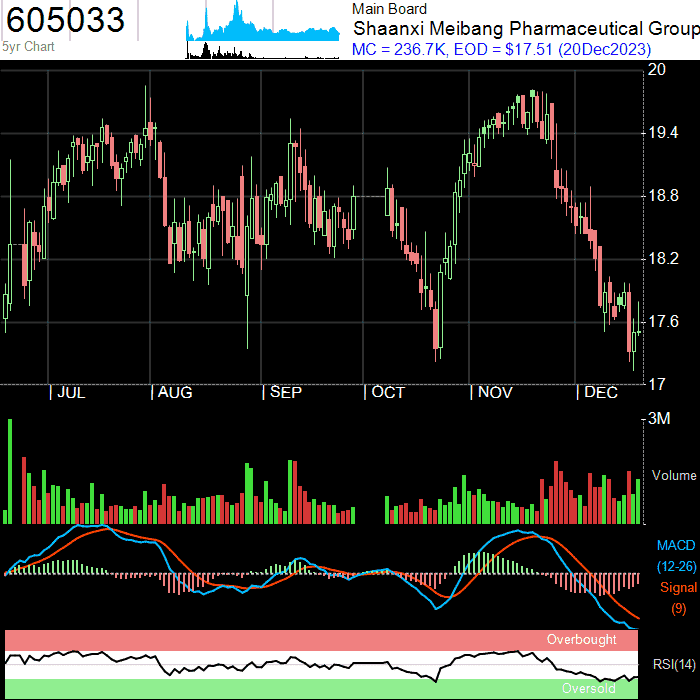 605033
5yr Chart
Main Board
Shaanxi Meibang Pharmaceutical Group
MC = 236.7K, EOD = $17.51 (20Dec2023)
20
19.4
18.8
18.2
17.6
17
JUL AUG SEP OCT NOV DEC
3M
Volume
MACD
(12-26)
Signal
(9)
Overbought
RSI(14)
Oversold